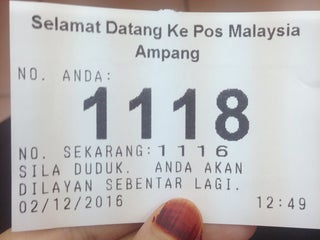 Selamat Datang Ke Pos Malaysia
Ampang
NO. ANDA:
1118
NO. SEKARANG: 1116
SILA DUDUK. ANDA AKAN
DILAYAN SEBENTAR LAGI.
02/12/2016 12:49